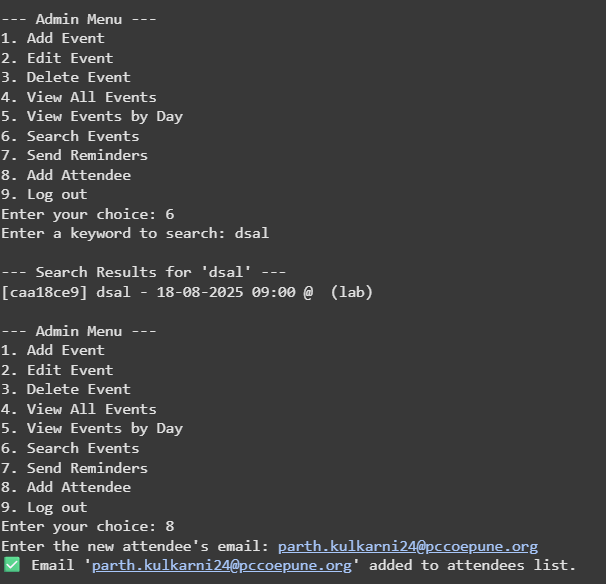 --- Admin Menu ---
1. Add Event
2. Edit Event
3. Delete Event
4. View All Events
5. View Events by Day
6. Search Events
7. Send Reminders
8. Add Attendee
9. Log out
Enter your choice: 6
Enter a keyword to search: dsal

--- Search Results for 'dsal' ---
[caa18ce9] dsal - 18-08-2025 09:00 @  (lab)

--- Admin Menu ---
1. Add Event
2. Edit Event
3. Delete Event
4. View All Events
5. View Events by Day
6. Search Events
7. Send Reminders
8. Add Attendee
9. Log out
Enter your choice: 8
Enter the new attendee's email: parth.kulkarni24@pccoepune.org
✅ Email 'parth.kulkarni24@pccoepune.org' added to attendees list.